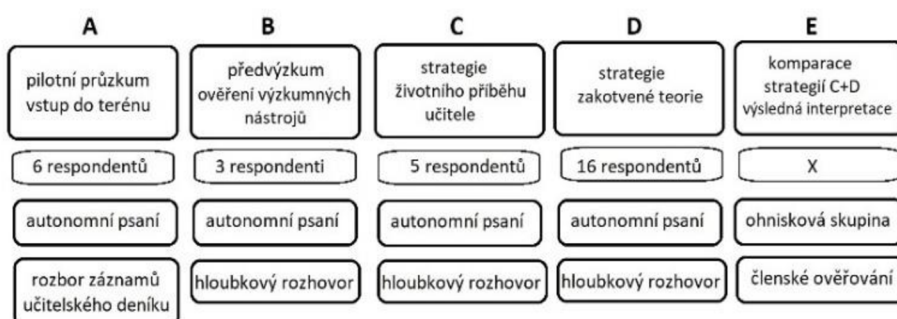 A
pilotní průzkum
vstup do terénu
6 respondentů
autonomní psaní
rozbor záznamů
učitelského deníku
B
předvýzkum
ověření výzkumných
nástrojů
3 respondenti
autonomní psaní
hloubkový rozhovor
C
strategie
životního příběhu
učitele
5 respondentů
autonomní psaní
hloubkový rozhovor
D
strategie
zakotvené teorie
16 respondentů
autonomní psaní
hloubkový rozhovor
E
komparace
strategií C+D
výsledná interpretace
X
ohnisková skupina
členské ověřování